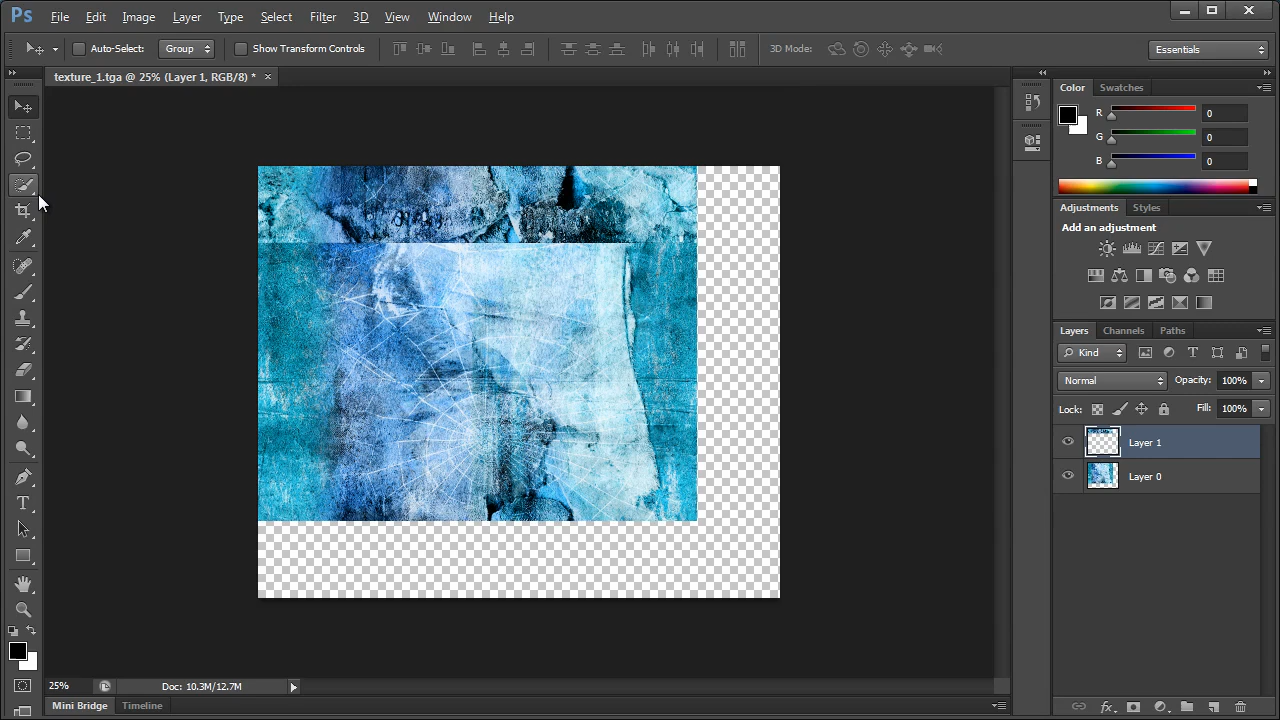 Ps File Edit Image Layer Type Select Filter 3D View Window Help
Auto-Select: Group Show Transform Controls 3D Mode: Essentials
texture_1.tga @ 25% (Layer 1, RGB/8) * ×
Color Swatches
R 0
G 0
B 0
Adjustments Styles
Add an adjustment
Layers Channels Paths
Kind
Normal Opacity: 100%
Lock: Fill: 100%
Layer 1
Layer 0
25% Doc: 10.3M/12.7M
Mini Bridge Timeline